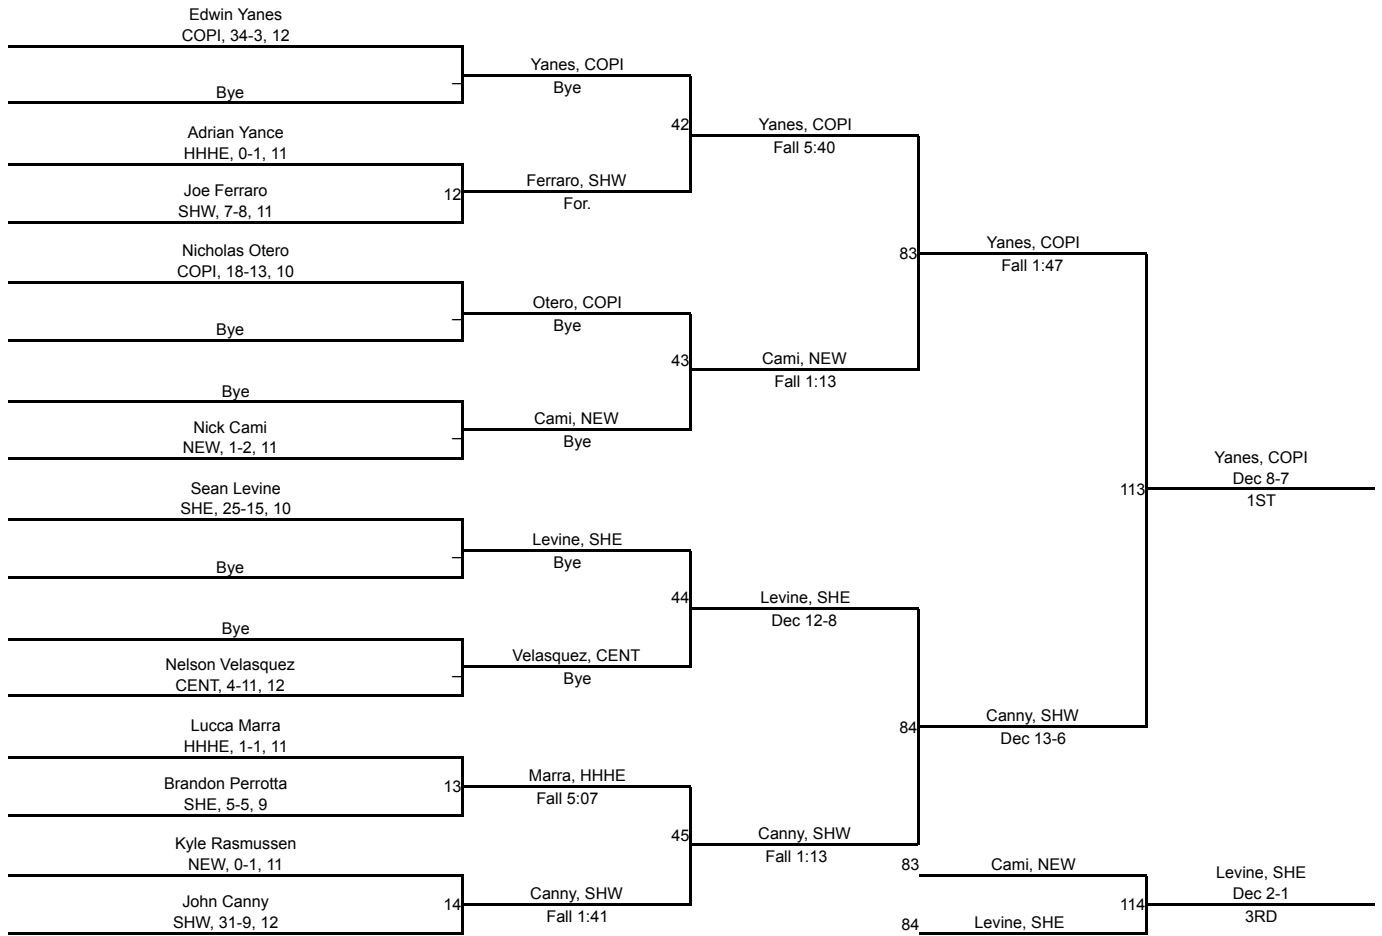 Edwin Yanes
COPI, 34-3, 12
Bye
Adrian Yance
HHHE, 0-1, 11
12
Joe Ferraro
SHW, 7-8, 11
Nicholas Otero
COPI, 18-13, 10
Bye
Bye
Nick Cami
NEW, 1-2, 11
Sean Levine
SHE, 25-15, 10
Bye
Bye
Nelson Velasquez
CENT, 4-11, 12
Lucca Marra
HHHE, 1-1, 11
13
Brandon Perrotta
SHE, 5-5, 9
Kyle Rasmussen
NEW, 0-1, 11
14
John Canny
SHW, 31-9, 12
Yanes, COPI
Bye
42
Ferraro, SHW
For.
Otero, COPI
Bye
43
Cami, NEW
Bye
Levine, SHE
Bye
44
Velasquez, CENT
Bye
Marra, HHHE
Fall 5:07
45
Canny, SHW
Fall 1:41
Yanes, COPI
Fall 5:40
83
Cami, NEW
Fall 1:13
Levine, SHE
Dec 12-8
84
Canny, SHW
Fall 1:13
Yanes, COPI
Fall 1:47
113
Canny, SHW
Dec 13-6
Yanes, COPI
Dec 8-7
1ST
83
Cami, NEW
114
84
Levine, SHE
Levine, SHE
Dec 2-1
3RD